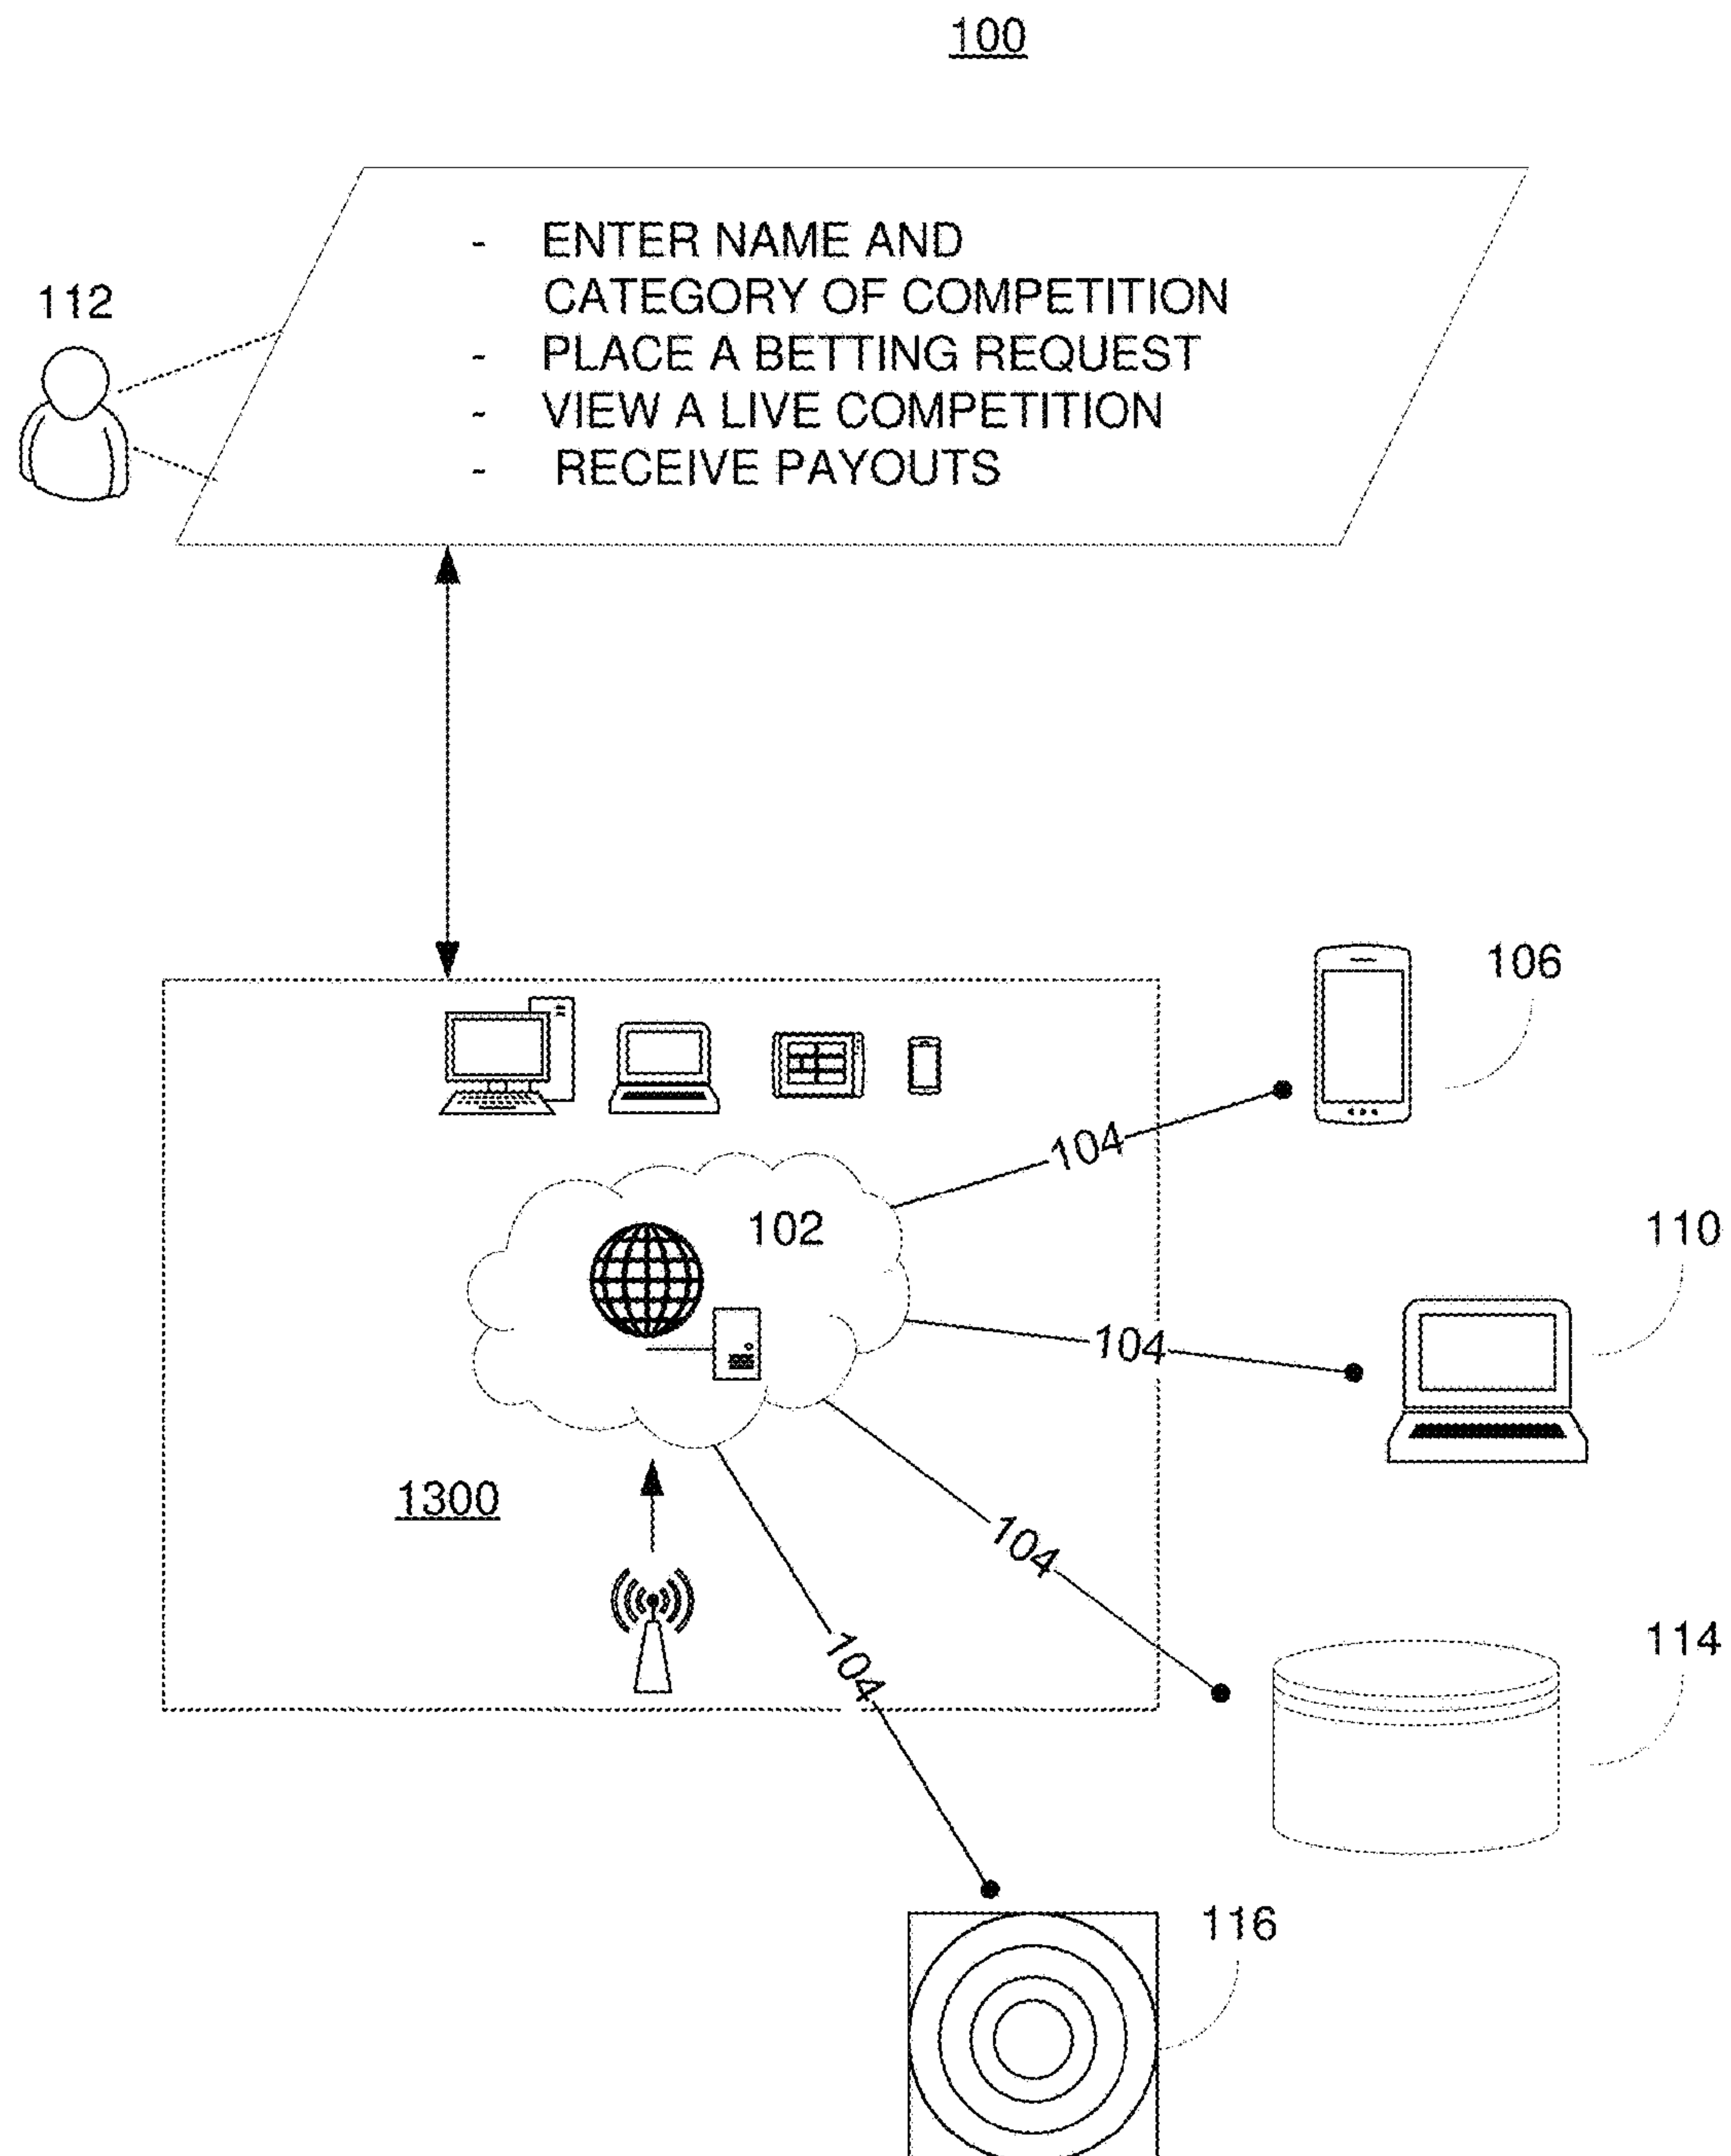 100
112
- ENTER NAME AND
CATEGORY OF COMPETITION
- PLACE A BETTING REQUEST
- VIEW A LIVE COMPETITION
- RECEIVE PAYOUTS
106
104
102
110
104
1300
104
114
104
116